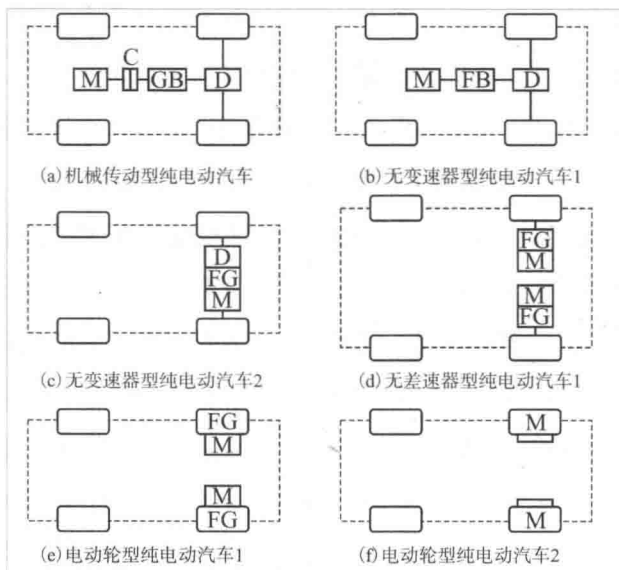 C
M GB D
M FB D
(a)机械传动型纯电动汽车
(b)无变速器型纯电动汽车1
D
FG
M
FG
M
M
FG
(c)无变速器型纯电动汽车2
(d)无差速器型纯电动汽车1
FG
M
M
FG
M
M
(e)电动轮型纯电动汽车1
(f)电动轮型纯电动汽车2